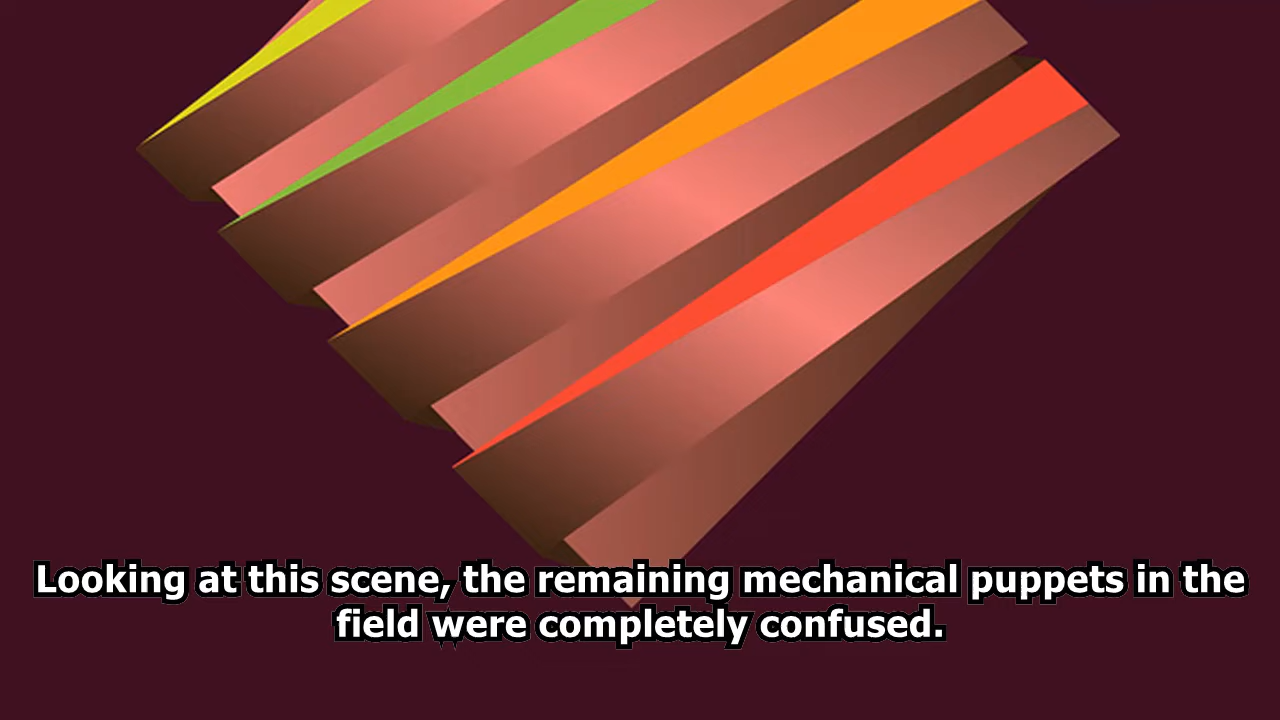 Looking at this scene, the remaining mechanical puppets in the
field were completely confused.